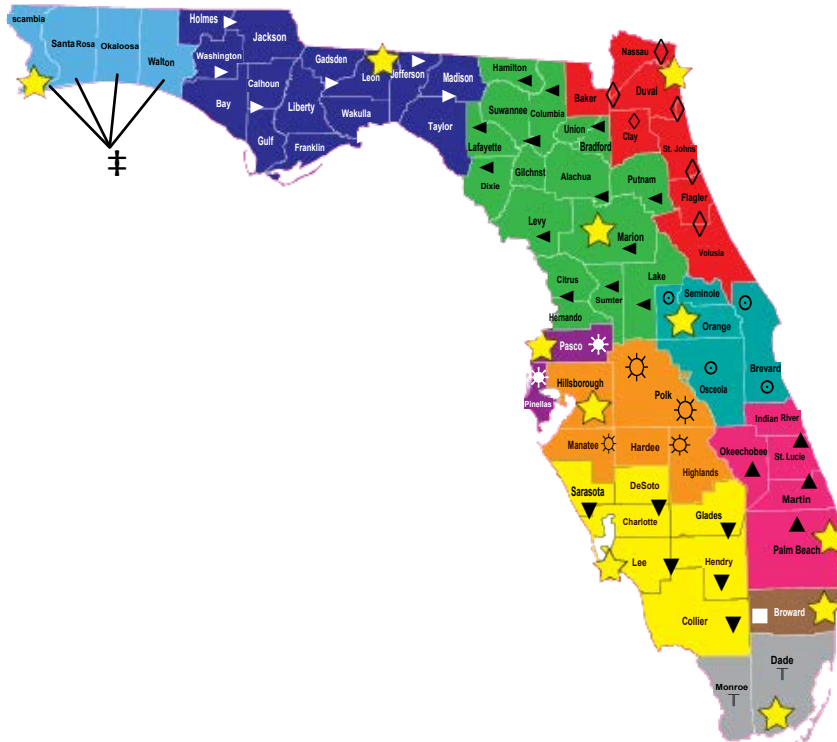 scambia
Santa Rosa
Okaloosa
Walton
Holmes
Jackson
Washington
Calhoun
Bay
Gulf
Liberty
Franklin
Gadsden
Leon
Wakulla
Jefferson
Madison
Taylor
Hamilton
Suwannee
Columbia
Lafayette
Union
Bradford
Dixie
Gilchnst
Alachua
Putnam
Levy
Marion
Citrus
Sumter
Lake
Hernando
Nassau
Duval
Baker
Clay
St. Johns
Flagler
Volusia
Seminole
Orange
Osceola
Brevard
Pasco
Pinellas
Hillsborough
Polk
Manatee
Hardee
Highlands
Indian River
Okeechobee
St. Lucie
Martin
Palm Beach
Sarasota
DeSoto
Charlotte
Glades
Lee
Hendry
Collier
Broward
Dade
Monroe